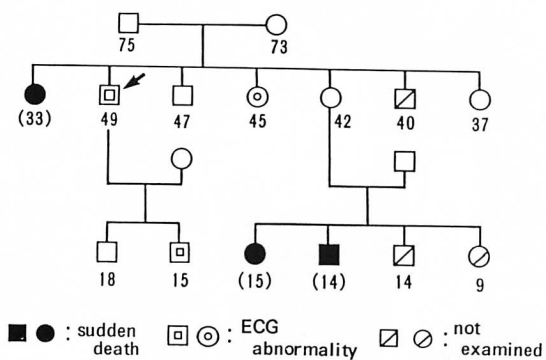 75 73
(33) 49 47 45 42 40 37
18 15 (15) (14) 14 9
: sudden death : ECG abnormality : not examined